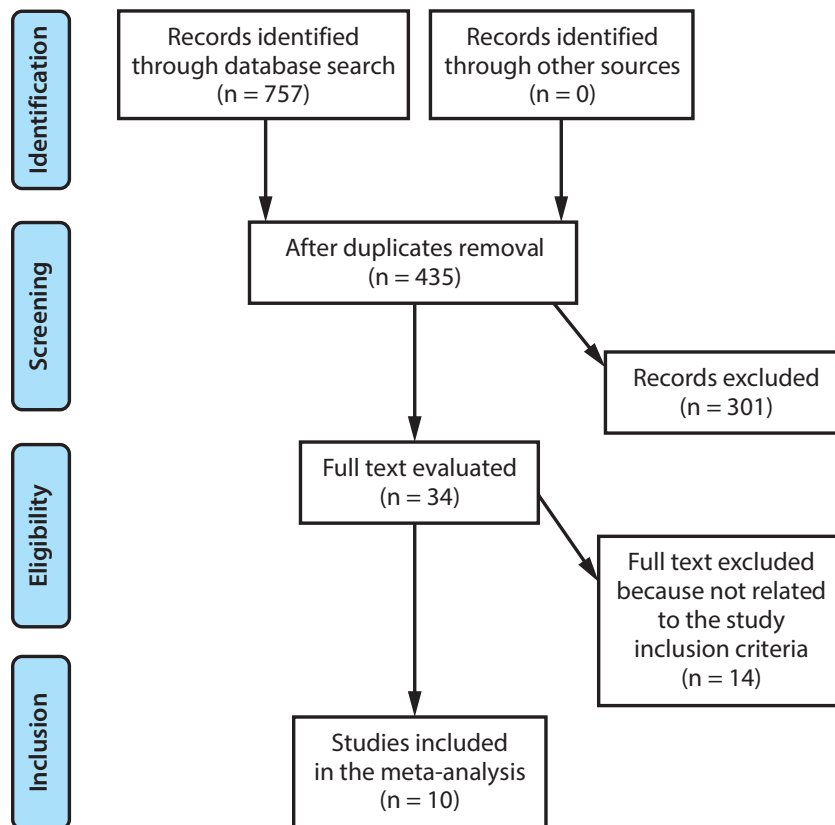 Identification
Records identified
through database search
(n = 757)
Records identified
through other sources
(n = 0)
Screening
After duplicates removal
(n = 435)
Records excluded
(n = 301)
Eligibility
Full text evaluated
(n = 34)
Full text excluded
because not related
to the study
inclusion criteria
(n = 14)
Inclusion
Studies included
in the meta-analysis
(n = 10)